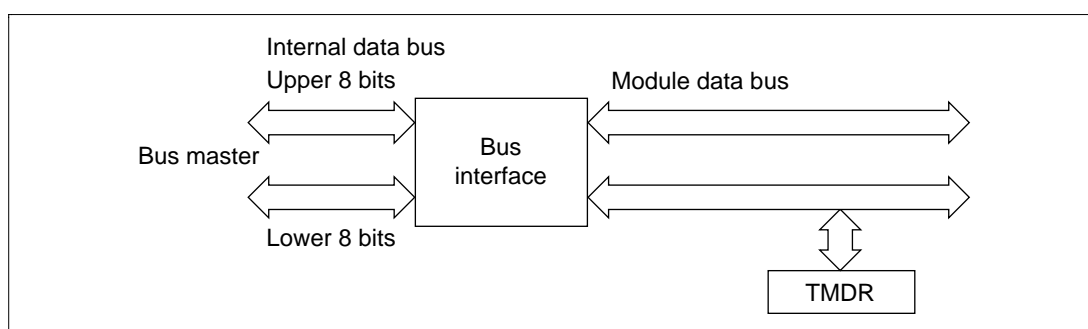 Internal data bus
Upper 8 bits
Module data bus
Bus master
Bus
interface
Lower 8 bits
TMDR